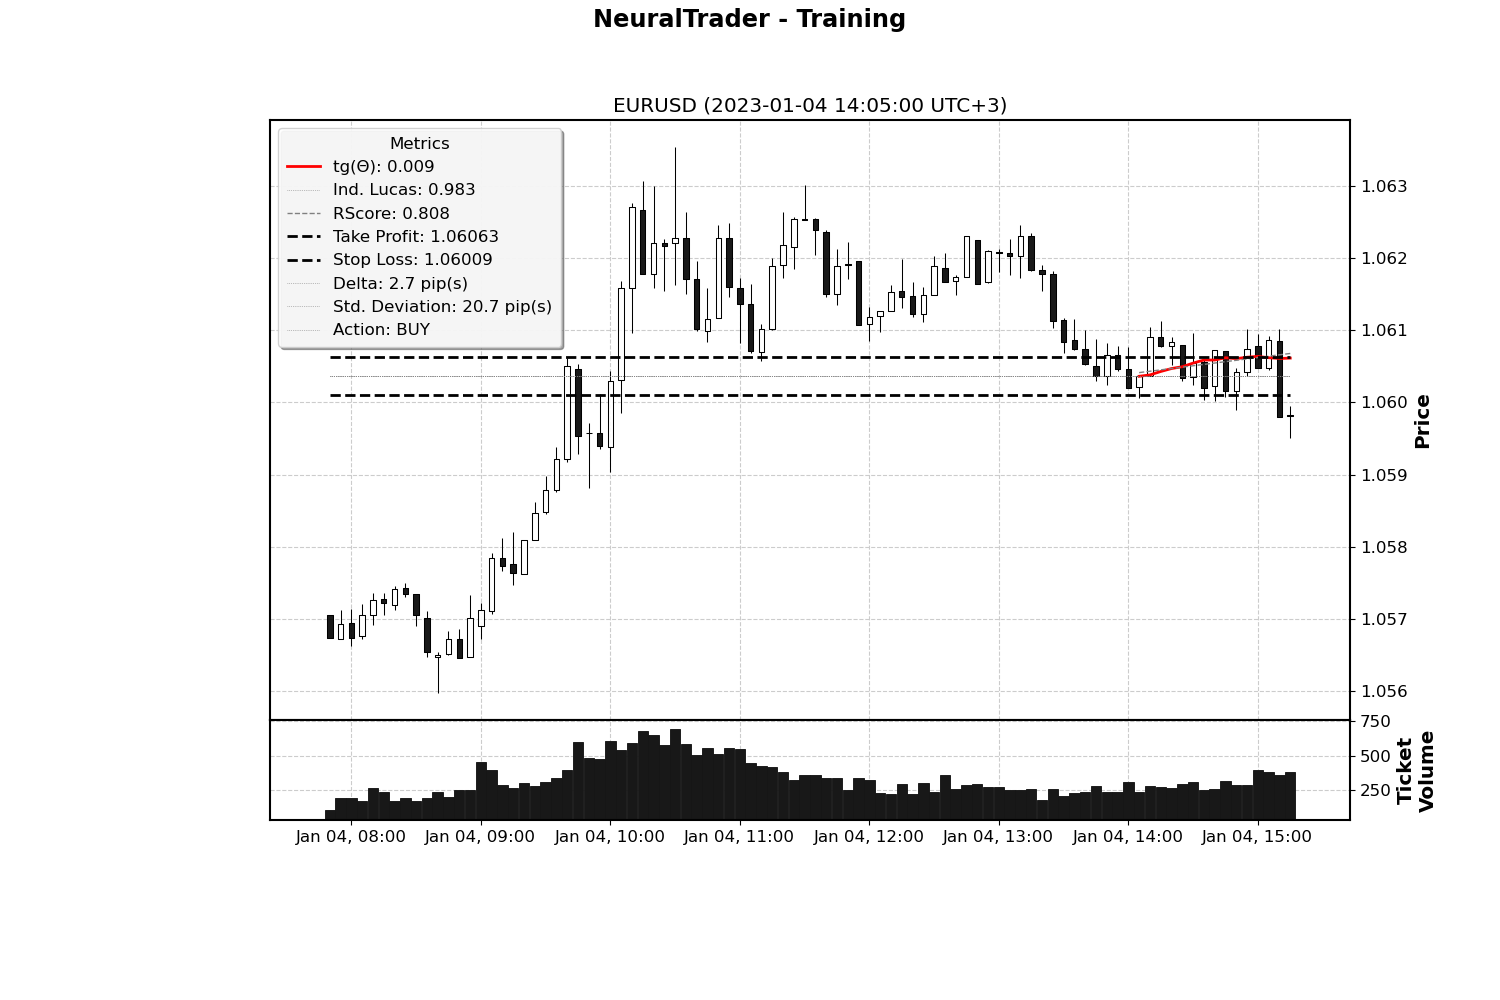 NeuralTrader - Training
EURUSD (2023-01-04 14:05:00 UTC+3)
Metrics
tg(Θ): 0.009
Ind. Lucas: 0.983
RScore: 0.808
Take Profit: 1.06063
Stop Loss: 1.06009
Delta: 2.7 pip(s)
Std. Deviation: 20.7 pip(s)
Action: BUY
1.063
1.062
1.061
1.060
1.059
1.058
1.057
1.056
Price
750
500
250
Ticket
Volume
Jan 04, 08:00
Jan 04, 09:00
Jan 04, 10:00
Jan 04, 11:00
Jan 04, 12:00
Jan 04, 13:00
Jan 04, 14:00
Jan 04, 15:00